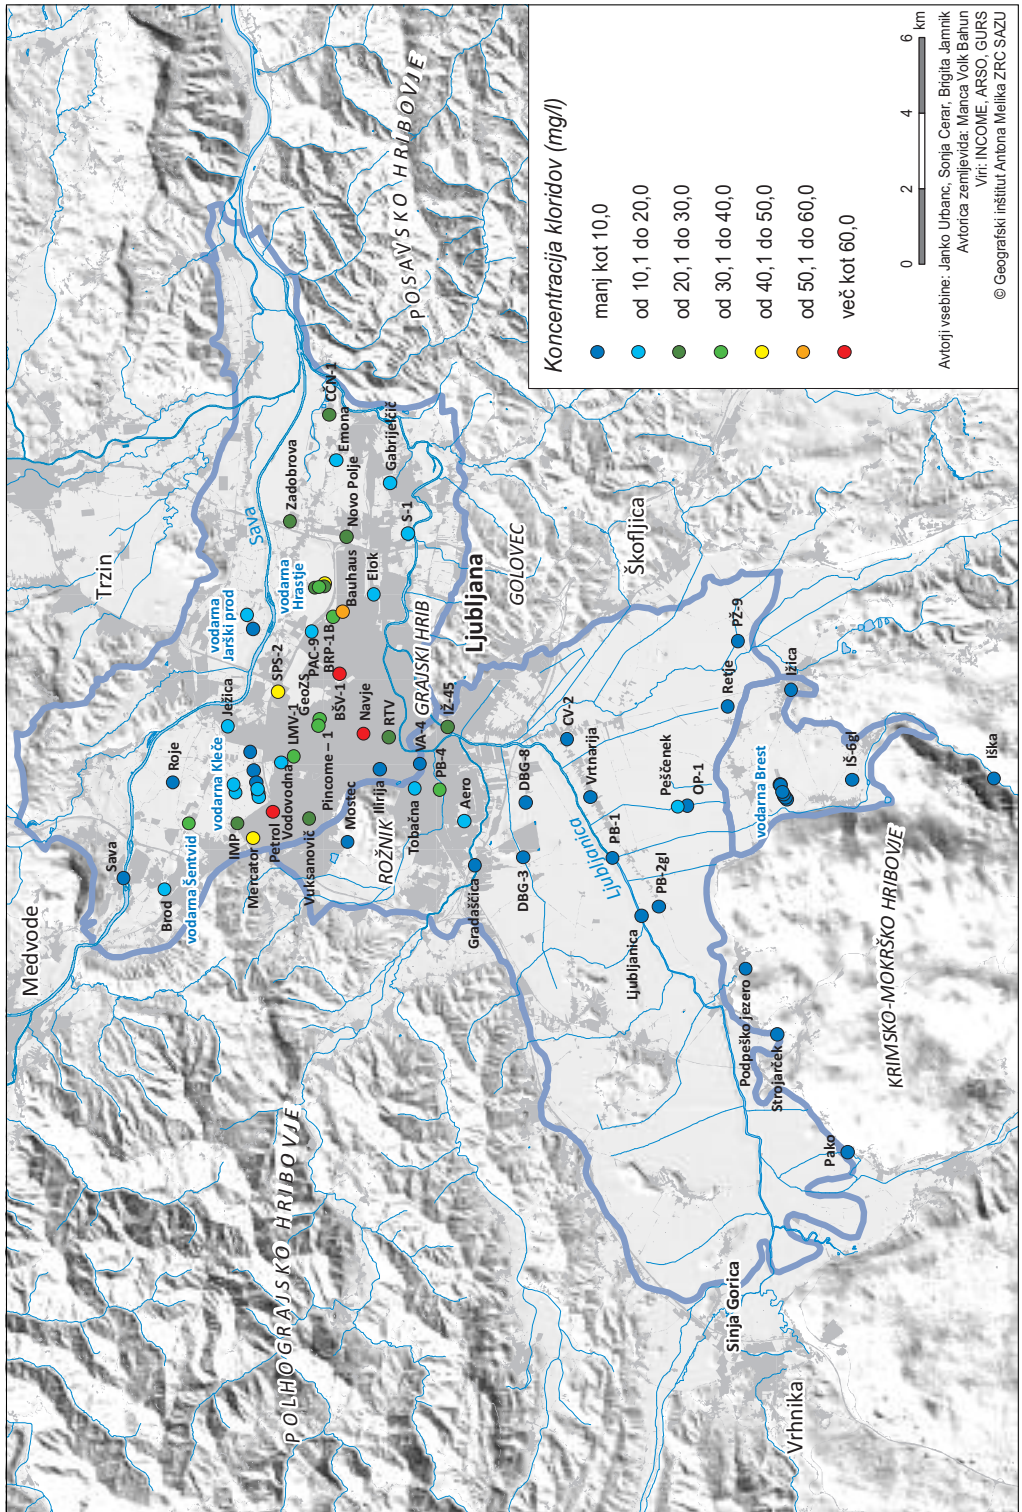 Medvode
Trzin
Sava
Brod
Roje
Ježica
vodarna Šentvid
vodarna Kleče
vodarna
Jarški prod
Sava
IMP
Mercator
Petrol
Vodovodna
LMV-1
SPS-2
GeoZS
Vuksanovič
Pincome – 1
PAC-9
BRP-1B
BŠV-1
vodarna
Hrastje
Zadobrova
Bauhaus
Novo Polje
Emona
CČN-1
Elok
S-1
Gabrijelčič
Mostec
Ilirija
Navje
RTV
ROŽNIK
Tobačna
VA-4
GRAJSKI HRIB
PB-4
IŽ-45
Ljubljana
GOLOVEC
Aero
Gradaščica
DBG-3
DBG-8
CV-2
Vrtnarija
PB-1
Ljubljanica
Ljubljanica
PB-2gl
Peščenek
OP-1
Škofljica
PŽ-9
Retje
Ižica
vodarna Brest
IŠ-6gl
Iška
Podpeško jezero
Strojarček
Pako
Sinja Gorica
Vrhnika
POLHOGRAJSKO HRIBOVJE
POSAVSKO HRIBOVJE
KRIMSKO-MOKRŠKO HRIBOVJE
Koncentracija kloridov (mg/l)
manj kot 10,0
od 10,1 do 20,0
od 20,1 do 30,0
od 30,1 do 40,0
od 40,1 do 50,0
od 50,1 do 60,0
več kot 60,0
0 2 4 6 km
Avtorji vsebine: Janko Urbanc, Sonja Cerar, Brigita Jamnik
Avtorica zemljevida: Manca Volk Bahun
Viri: INCOME, ARSO, GURS
© Geografski inštitut Antona Melika ZRC SAZU